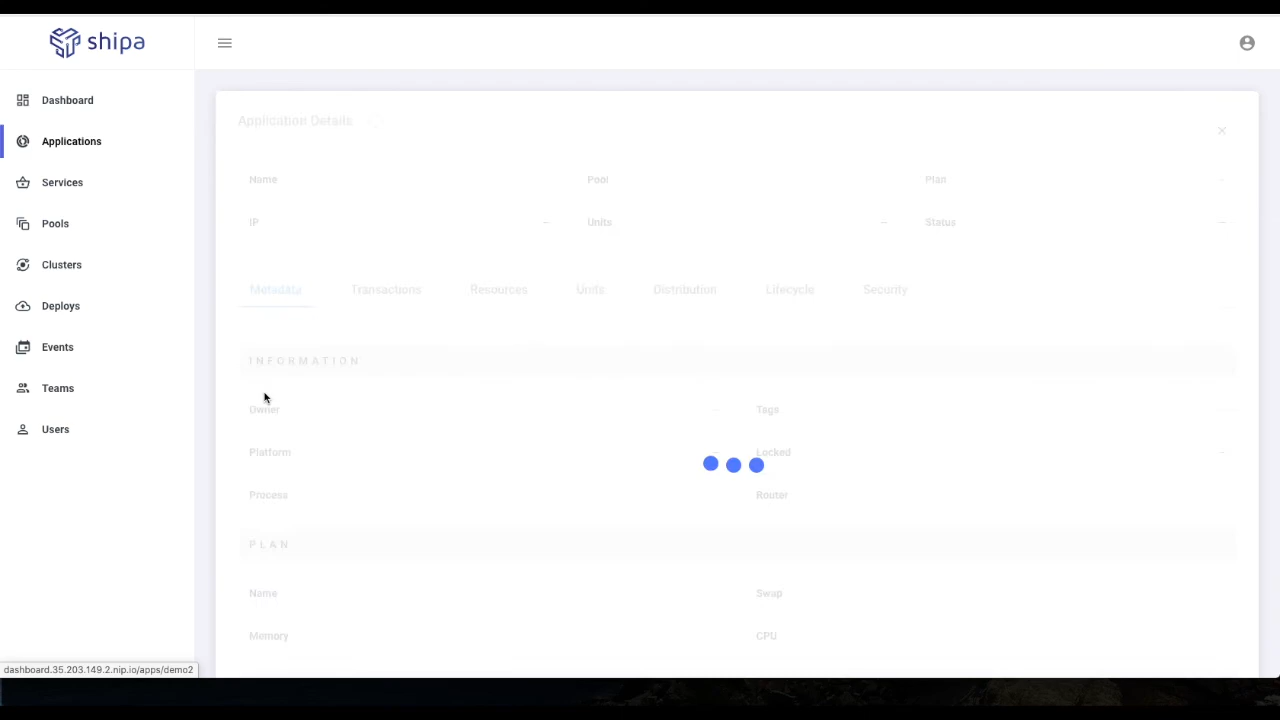 shipa
Dashboard
Applications
Services
Pools
Clusters
Deploys
Events
Teams
Users
Application Details
Name Pool Plan --
IP -- Units -- Status --
Metadata Transactions Resources Units Distribution Lifecycle Security
INFORMATION
Owner -- Tags
Platform -- Locked --
Process Router
PLAN
Name Swap
Memory CPU
dashboard.35.203.149.2.nip.io/apps/demo2